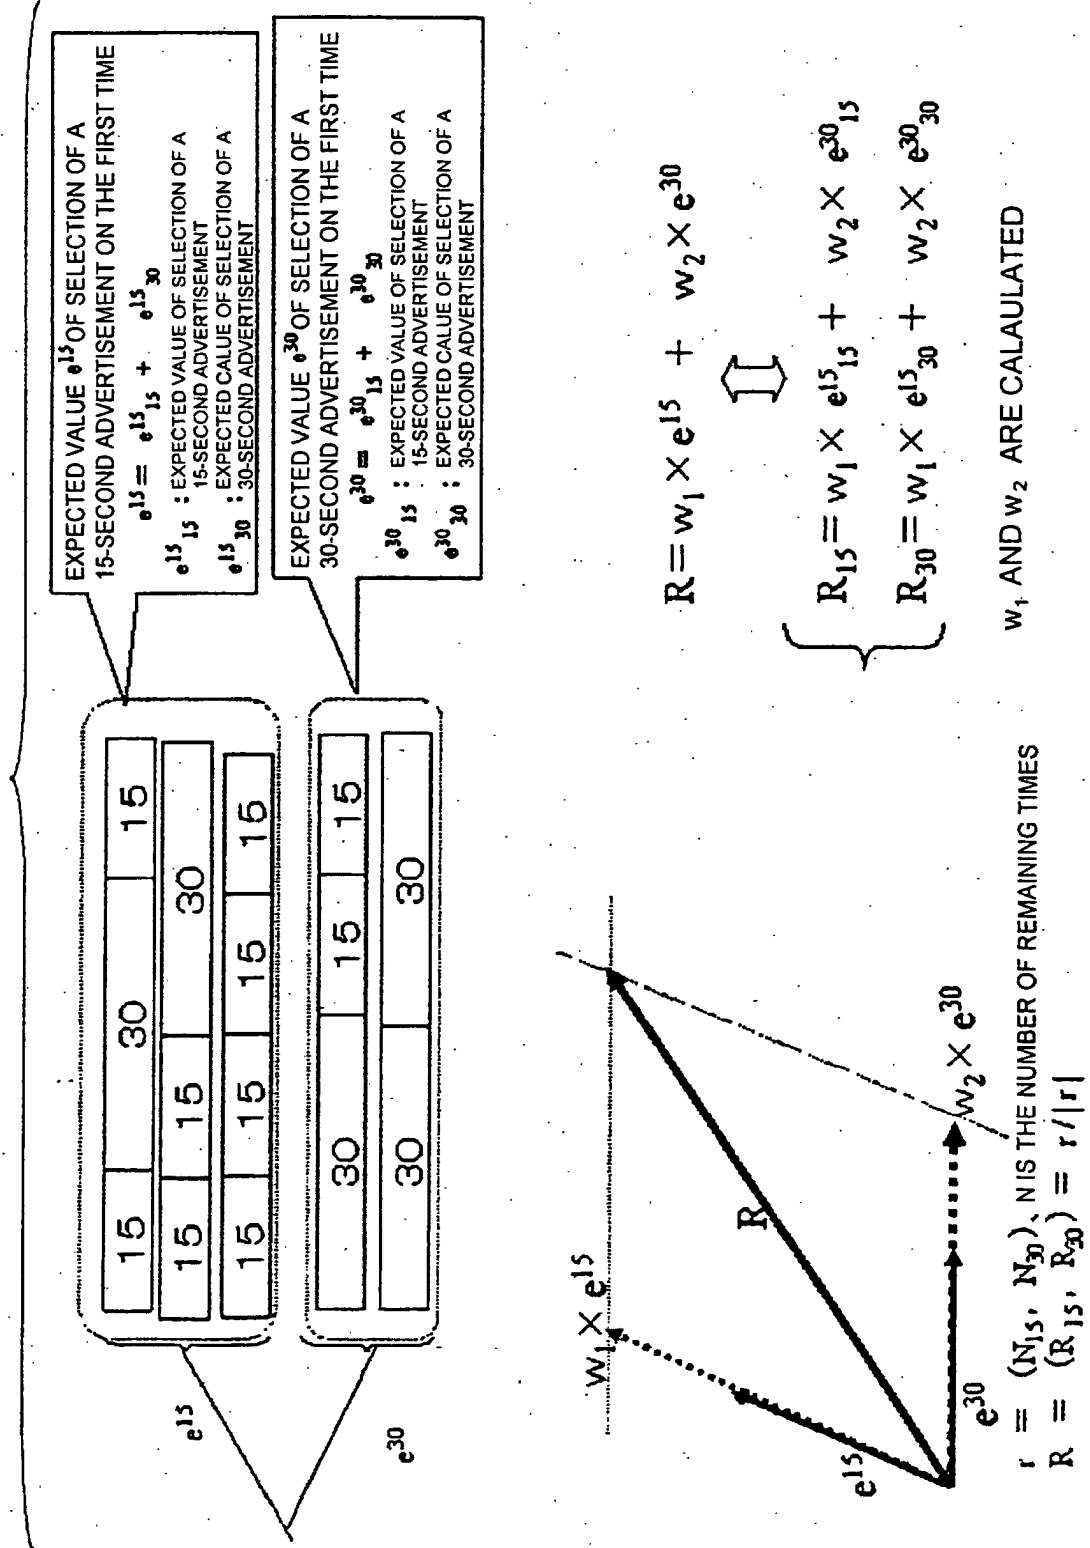 e¹⁵
e³⁰
15 30 15
15 15 30
15 15 15 15
30 15 15
30 30
EXPECTED VALUE e¹⁵ OF SELECTION OF A
15-SECOND ADVERTISEMENT ON THE FIRST TIME
e¹⁵ = e¹⁵₁₅ + e¹⁵₃₀
e¹⁵₁₅ : EXPECTED VALUE OF SELECTION OF A
15-SECOND ADVERTISEMENT
e¹⁵₃₀ : EXPECTED CALUE OF SELECTION OF A
30-SECOND ADVERTISEMENT
EXPECTED VALUE e³⁰ OF SELECTION OF A
30-SECOND ADVERTISEMENT ON THE FIRST TIME
e³⁰ = e³⁰₁₅ + e³⁰₃₀
e³⁰₁₅ : EXPECTED VALUE OF SELECTION OF A
15-SECOND ADVERTISEMENT
e³⁰₃₀ : EXPECTED CALUE OF SELECTION OF A
30-SECOND ADVERTISEMENT
w₁ × e¹⁵
R
e¹⁵
e³⁰
w₂ × e³⁰
r = (N₁₅, N₃₀)、N IS THE NUMBER OF REMAINING TIMES
R = (R₁₅, R₃₀) = r/|r|
R = w₁ × e¹⁵ + w₂ × e³⁰
R₁₅ = w₁ × e¹⁵₁₅ + w₂ × e³⁰₁₅
R₃₀ = w₁ × e¹⁵₃₀ + w₂ × e³⁰₃₀
w₁ AND w₂ ARE CALAULATED